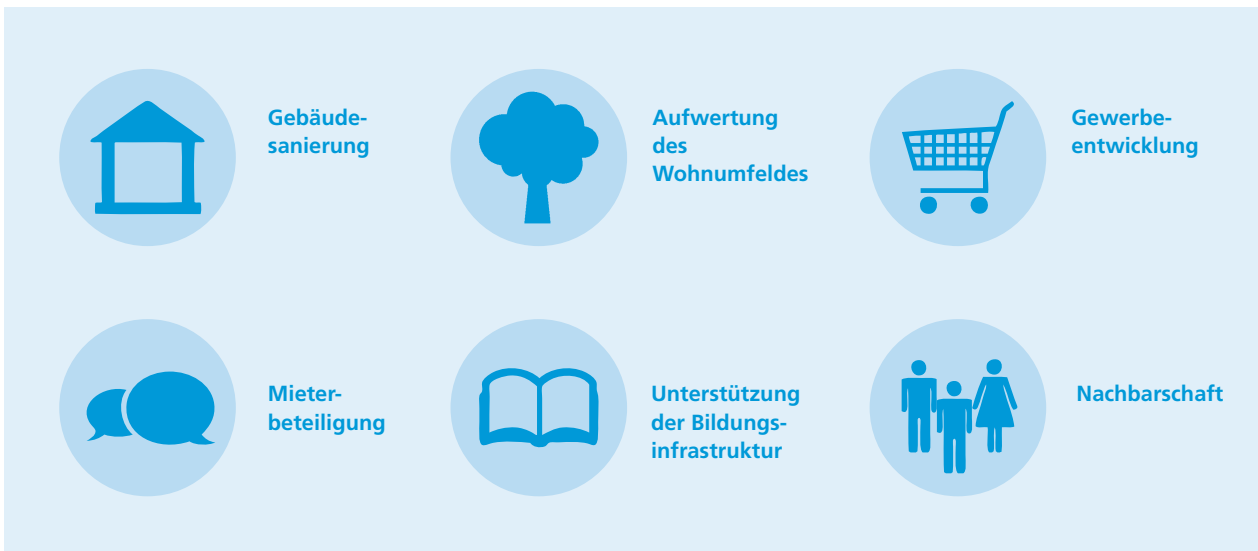 Gebäude-
sanierung
Aufwertung
des
Wohnumfeldes
Gewerbe-
entwicklung
Mieter-
beteiligung
Unterstützung
der Bildungs-
infrastruktur
Nachbarschaft